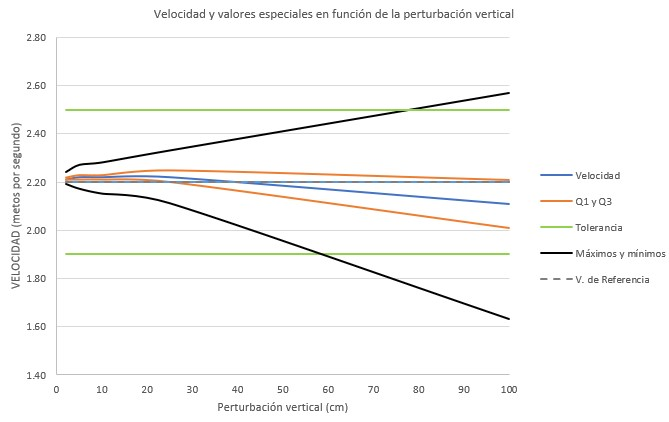 Velocidad y valores especiales en función de la perturbación vertical
2.80
2.60
2.40
2.20
2.00
1.80
1.60
1.40
VELOCIDAD (metos por segundo)
0 10 20 30 40 50 60 70 80 90 100
Perturbación vertical (cm)
Velocidad
Q1 y Q3
Tolerancia
Máximos y mínimos
V. de Referencia